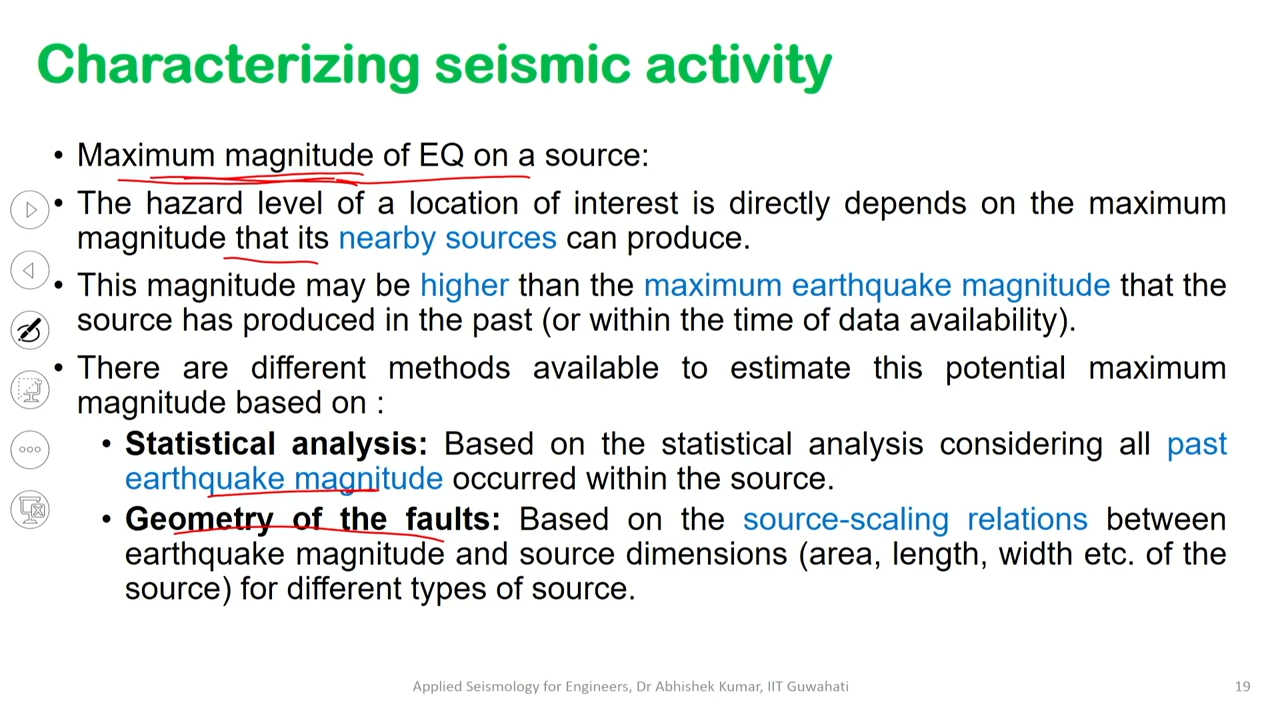 Characterizing seismic activity
• Maximum magnitude of EQ on a source:
• The hazard level of a location of interest is directly depends on the maximum
magnitude that its nearby sources can produce.
• This magnitude may be higher than the maximum earthquake magnitude that the
source has produced in the past (or within the time of data availability).
• There are different methods available to estimate this potential maximum
magnitude based on :
• Statistical analysis: Based on the statistical analysis considering all past
earthquake magnitude occurred within the source.
• Geometry of the faults: Based on the source-scaling relations between
earthquake magnitude and source dimensions (area, length, width etc. of the
source) for different types of source.
Applied Seismology for Engineers, Dr Abhishek Kumar, IIT Guwahati
19